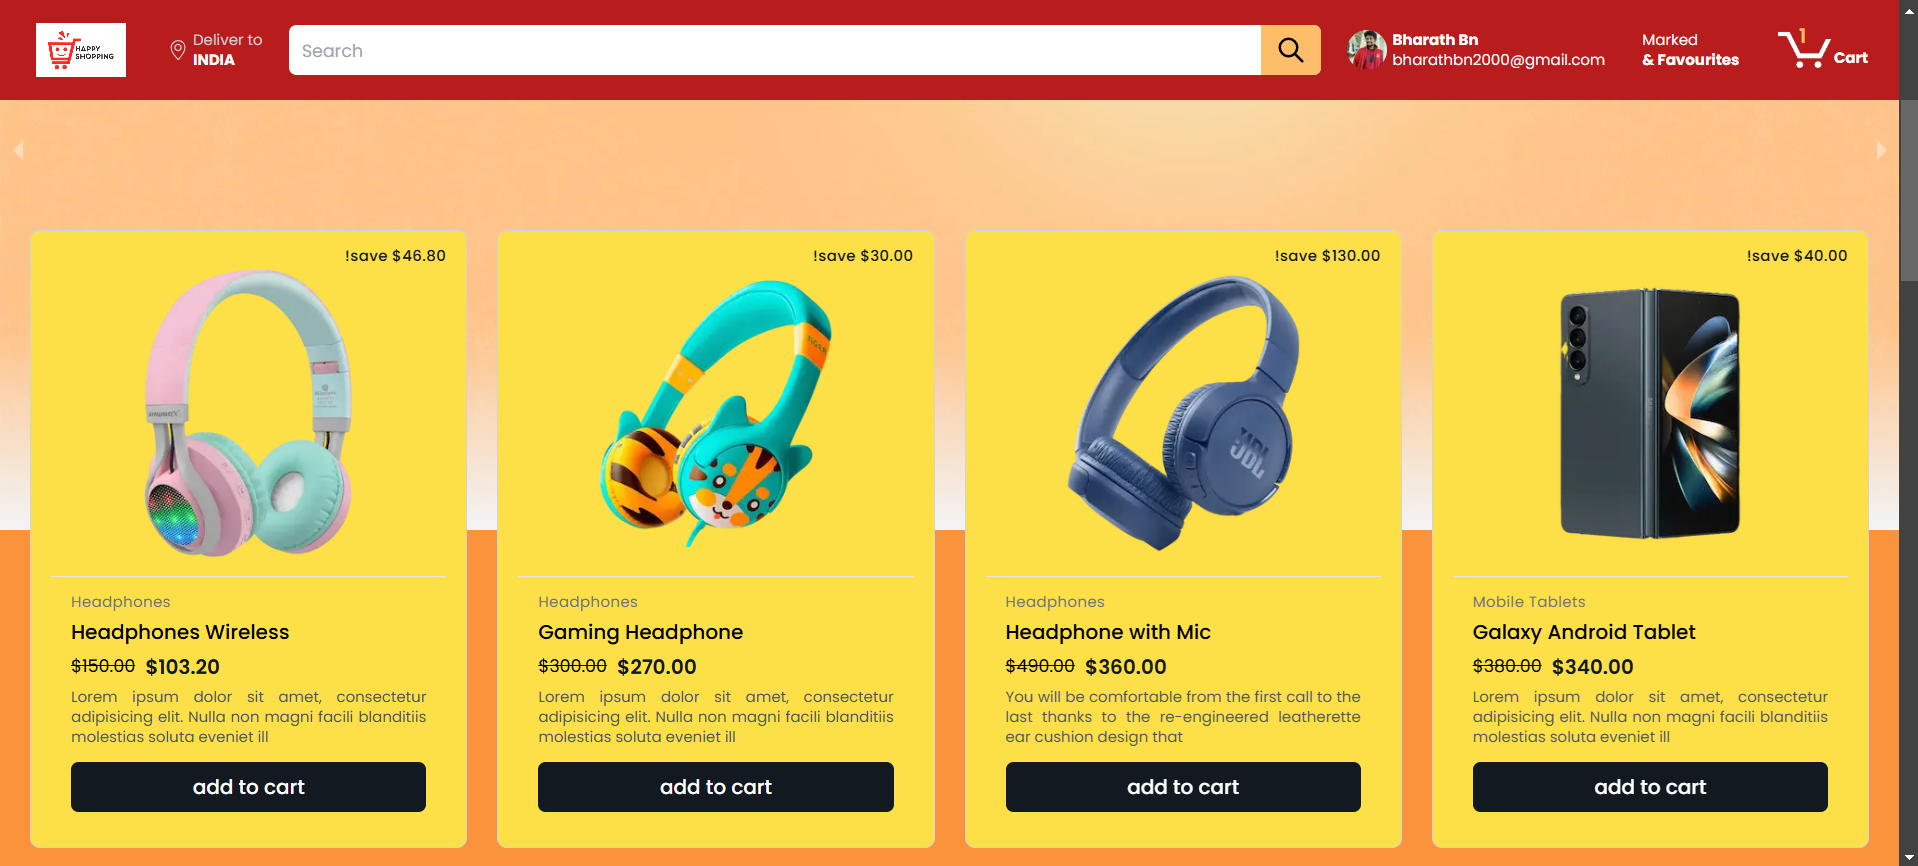 HAPPY
SHOPPING
Deliver to
INDIA
Search
Bharath Bn
bharathbn2000@gmail.com
Marked
& Favourites
1
Cart
!save $46.80
!save $30.00
!save $130.00
!save $40.00
TIGER
JBL
Headphones
Headphones Wireless
$150.00 $103.20
Lorem ipsum dolor sit amet, consectetur
adipisicing elit. Nulla non magni facili blanditiis
molestias soluta eveniet ill
add to cart
Headphones
Gaming Headphone
$300.00 $270.00
Lorem ipsum dolor sit amet, consectetur
adipisicing elit. Nulla non magni facili blanditiis
molestias soluta eveniet ill
add to cart
Headphones
Headphone with Mic
$490.00 $360.00
You will be comfortable from the first call to the
last thanks to the re-engineered leatherette
ear cushion design that
add to cart
Mobile Tablets
Galaxy Android Tablet
$380.00 $340.00
Lorem ipsum dolor sit amet, consectetur
adipisicing elit. Nulla non magni facili blanditiis
molestias soluta eveniet ill
add to cart